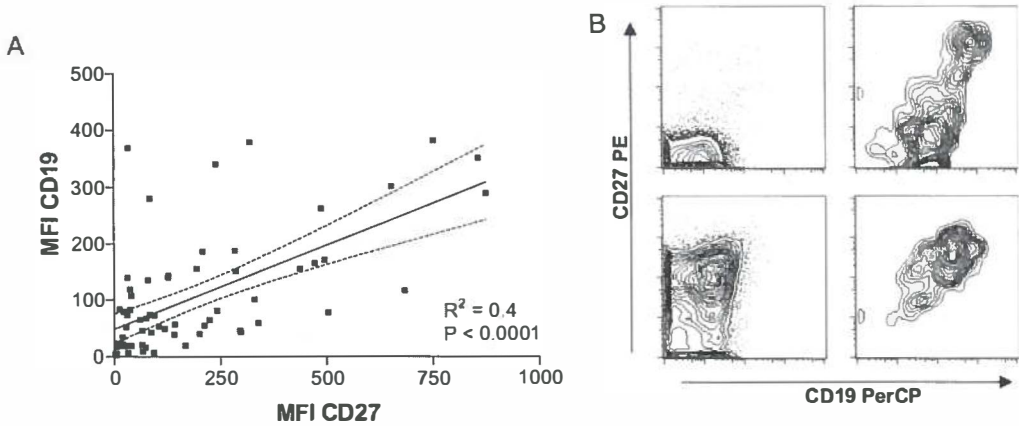 A
500
400
300
200
100
0
MFI CD19
0 250 500 750 1000
MFI CD27
R² = 0.4
P < 0.0001
B
CD27 PE
CD19 PerCP